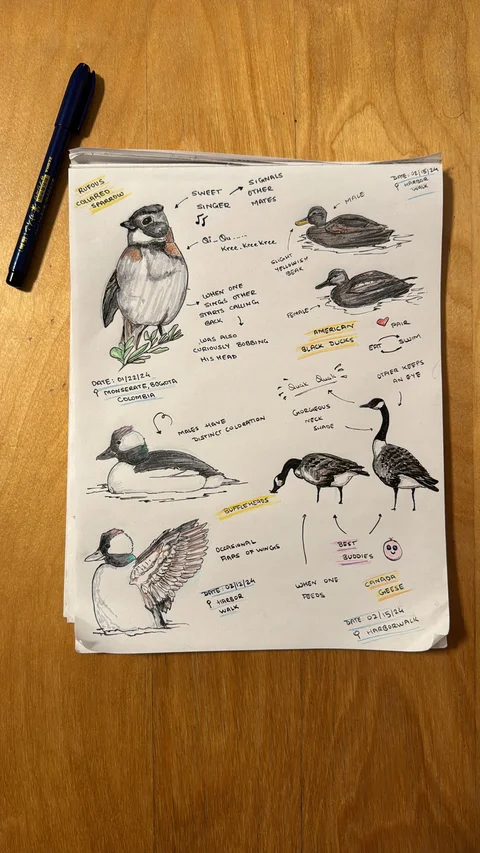 RUFOUS
COLLARED
SPARROW
SWEET
SINGER
SIGNALS
OTHER
MATES
Qi-Qu.....
Kree.Kree.Kree
WHEN ONE
SINGS OTHER
STARTS CALLING
BACK
WAS ALSO
CURIOUSLY BOBBING
HIS HEAD
DATE: 01/22/24
MONSERATE, BOGOTA
COLOMBIA
DATE: 02/15/24
HARBOR
WALK
MALE
SLIGHT
YELLOWISH
BEAK
FEMALE
AMERICAN
BLACK DUCKS
PAIR
EAT
SWIM
MALES HAVE
DISTINCT COLORATION
BUFFLEHEADS
OCCASIONAL
FLAPS OF WINGS
DATE: 02/12/24
HARBOR
WALK
Quack Quack
OTHER KEEPS
AN EYE
GORGEOUS
NECK
SHADE
WHEN ONE
FEEDS
BEST
BUDDIES
CANADA
GEESE
DATE: 02/15/24
HARBORWALK